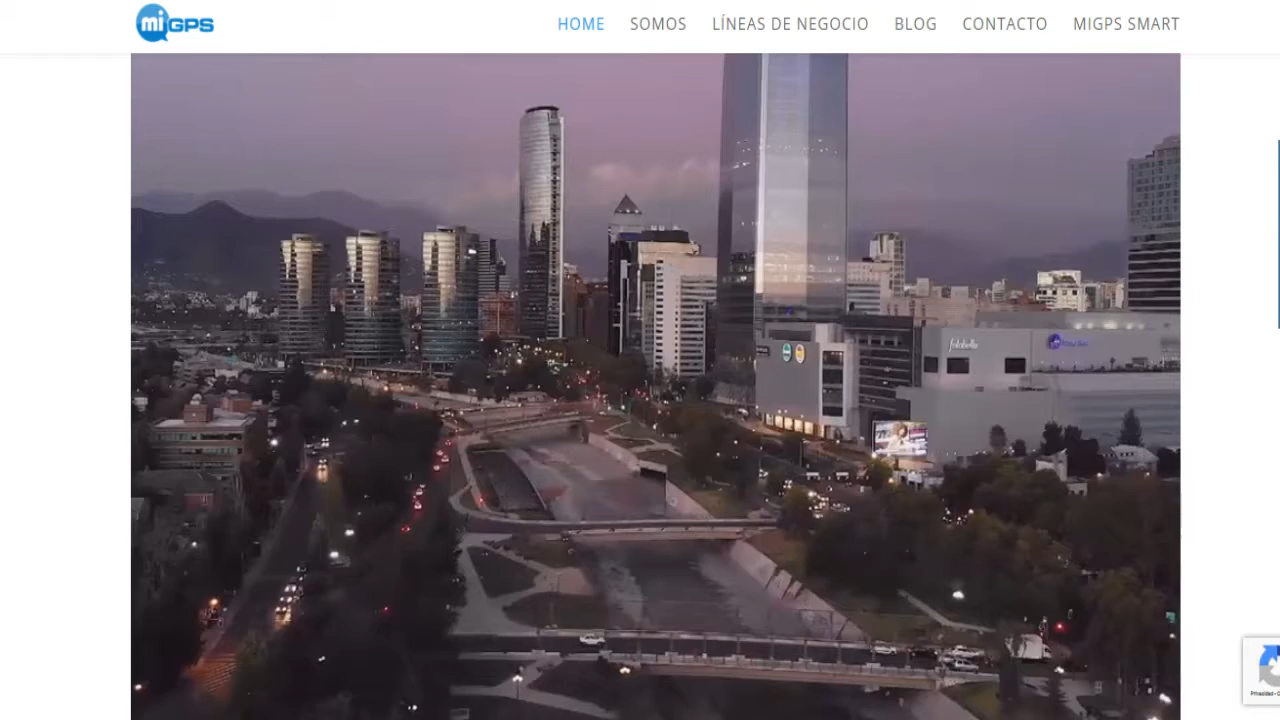 miGPS
HOME SOMOS LÍNEAS DE NEGOCIO BLOG CONTACTO MIGPS SMART
falabella